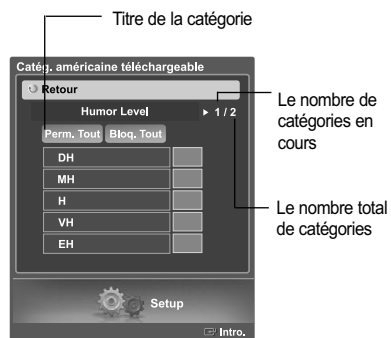 Titre de la catégorie
Catég. américaine téléchargeable
Retour
Humor Level ► 1 / 2
Perm. Tout Bloq. Tout
DH
MH
H
VH
EH
Setup
Intro.
Le nombre de
catégories en
cours
Le nombre total
de catégories